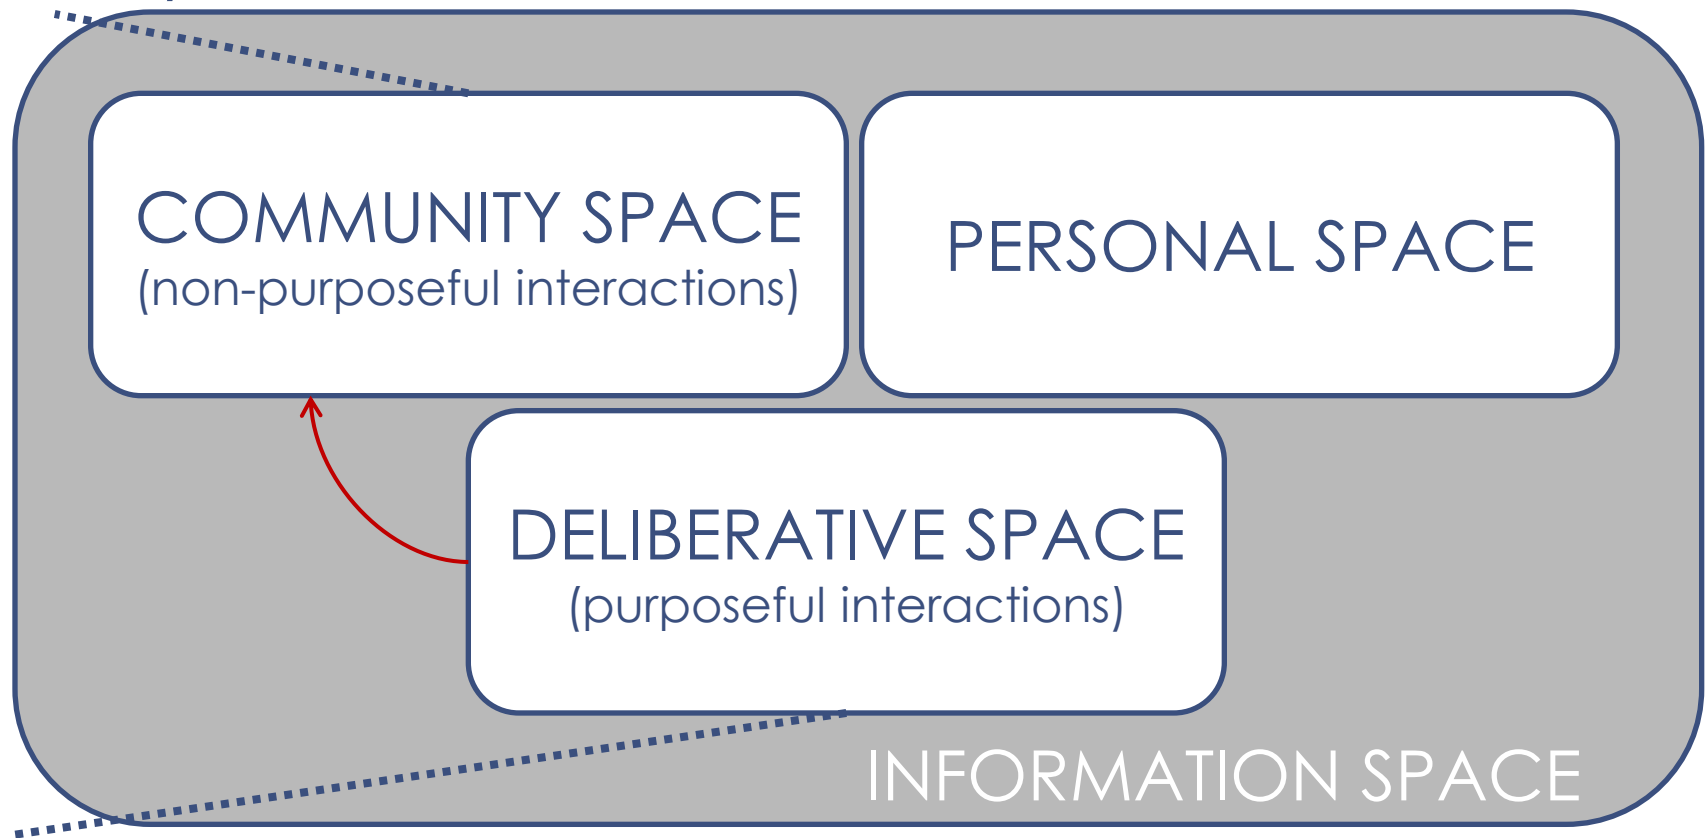 COMMUNITY SPACE
(non-purposeful interactions)
PERSONAL SPACE
DELIBERATIVE SPACE
(purposeful interactions)
INFORMATION SPACE